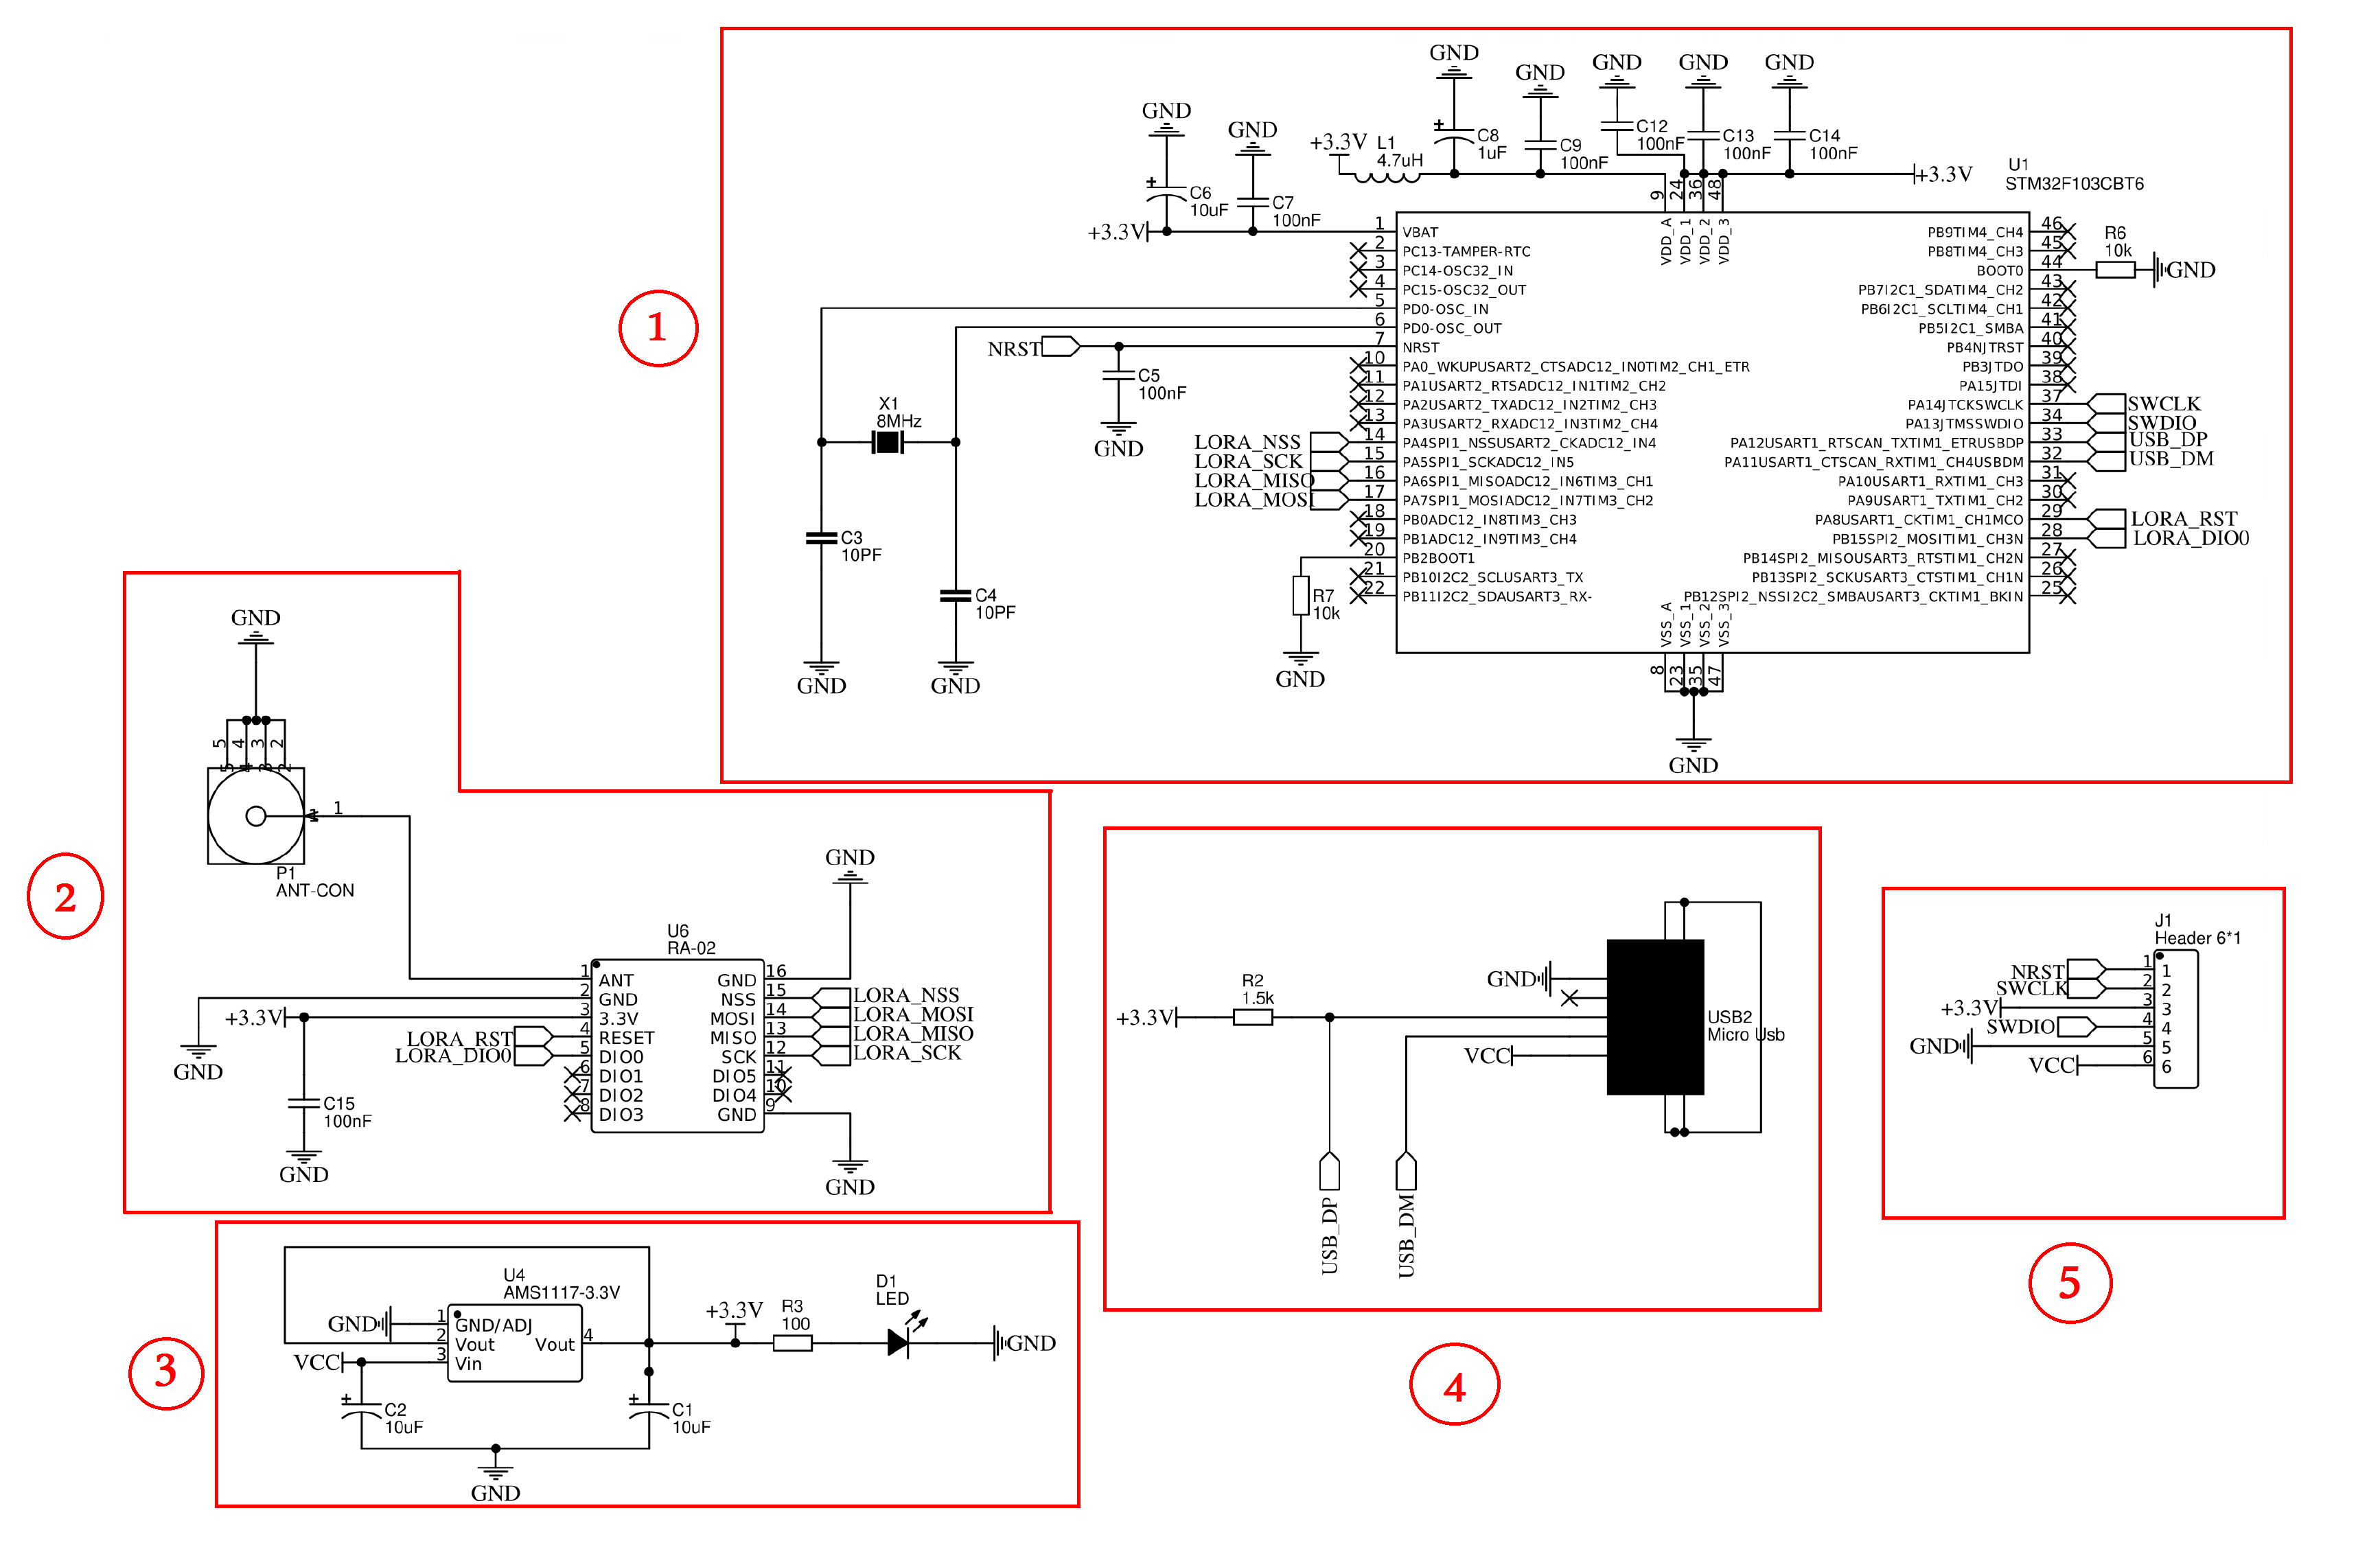 1
GND
GND
GND
GND
GND
GND
GND
+3.3V
L1
4.7uH
C8
1uF
C9
100nF
C12
100nF
C13
100nF
C14
100nF
+3.3V
C6
10uF
C7
100nF
+3.3V
U1
STM32F103CBT6
9
24
36
48
VDD_A
VDD_1
VDD_2
VDD_3
1 VBAT
2 PC13-TAMPER-RTC
3 PC14-OSC32_IN
4 PC15-OSC32_OUT
5 PD0-OSC_IN
6 PD0-OSC_OUT
7 NRST
10 PA0_WKUPUSART2_CTSADC12_IN0TIM2_CH1_ETR
11 PA1USART2_RTSADC12_IN1TIM2_CH2
12 PA2USART2_TXADC12_IN2TIM2_CH3
13 PA3USART2_RXADC12_IN3TIM2_CH4
14 PA4SPI1_NSSUSART2_CKADC12_IN4
15 PA5SPI1_SCKADC12_IN5
16 PA6SPI1_MISOADC12_IN6TIM3_CH1
17 PA7SPI1_MOSIADC12_IN7TIM3_CH2
18 PB0ADC12_IN8TIM3_CH3
19 PB1ADC12_IN9TIM3_CH4
20 PB2BOOT1
21 PB10I2C2_SCLUSART3_TX
22 PB11I2C2_SDAUSART3_RX-
PB9TIM4_CH4 46
PB8TIM4_CH3 45
BOOT0 44
PB7I2C1_SDATIM4_CH2 43
PB6I2C1_SCLTIM4_CH1 42
PB5I2C1_SMBA 41
PB4NJTRST 40
PB3JTDO 39
PA15JTDI 38
PA14JTCKSWCLK 37 SWCLK
PA13JTMSSWDIO 34 SWDIO
PA12USART1_RTSCAN_TXTIM1_ETRUSBDP 33 USB_DP
PA11USART1_CTSCAN_RXTIM1_CH4USBDM 32 USB_DM
PA10USART1_RXTIM1_CH3 31
PA9USART1_TXTIM1_CH2 30
PA8USART1_CKTIM1_CH1MCO 29 LORA_RST
PB15SPI2_MOSITIM1_CH3N 28 LORA_DIO0
PB14SPI2_MISOUSART3_RTSTIM1_CH2N 27
PB13SPI2_SCKUSART3_CTSTIM1_CH1N 26
PB12SPI2_NSSI2C2_SMBAUSART3_CKTIM1_BKIN 25
VSS_A
VSS_1
VSS_2
VSS_3
8
23
35
47
GND
R6
10k
GND
NRST
C5
100nF
GND
LORA_NSS
LORA_SCK
LORA_MISO
LORA_MOSI
X1
8MHz
C3
10PF
C4
10PF
GND
GND
R7
10k
GND
2
GND
5
4
3
2
5
4
3
2
1
1
P1
ANT-CON
GND
U6
RA-02
1 ANT
2 GND
3 3.3V
4 RESET
5 DIO0
6 DIO1
7 DIO2
8 DIO3
GND 16
NSS 15 LORA_NSS
MOSI 14 LORA_MOSI
MISO 13 LORA_MISO
SCK 12 LORA_SCK
DIO5 11
DIO4 10
GND 9
+3.3V
LORA_RST
LORA_DIO0
GND
C15
100nF
GND
GND
3
U4
AMS1117-3.3V
GND 1 GND/ADJ
2 Vout
VCC 3 Vin
Vout 4
+3.3V
R3
100
D1
LED
GND
C2
10uF
C1
10uF
GND
4
+3.3V
R2
1.5k
GND
VCC
USB2
Micro Usb
USB_DP
USB_DM
5
J1
Header 6*1
NRST 1 1
SWCLK 2 2
+3.3V 3 3
SWDIO 4 4
GND 5 5
VCC 6 6